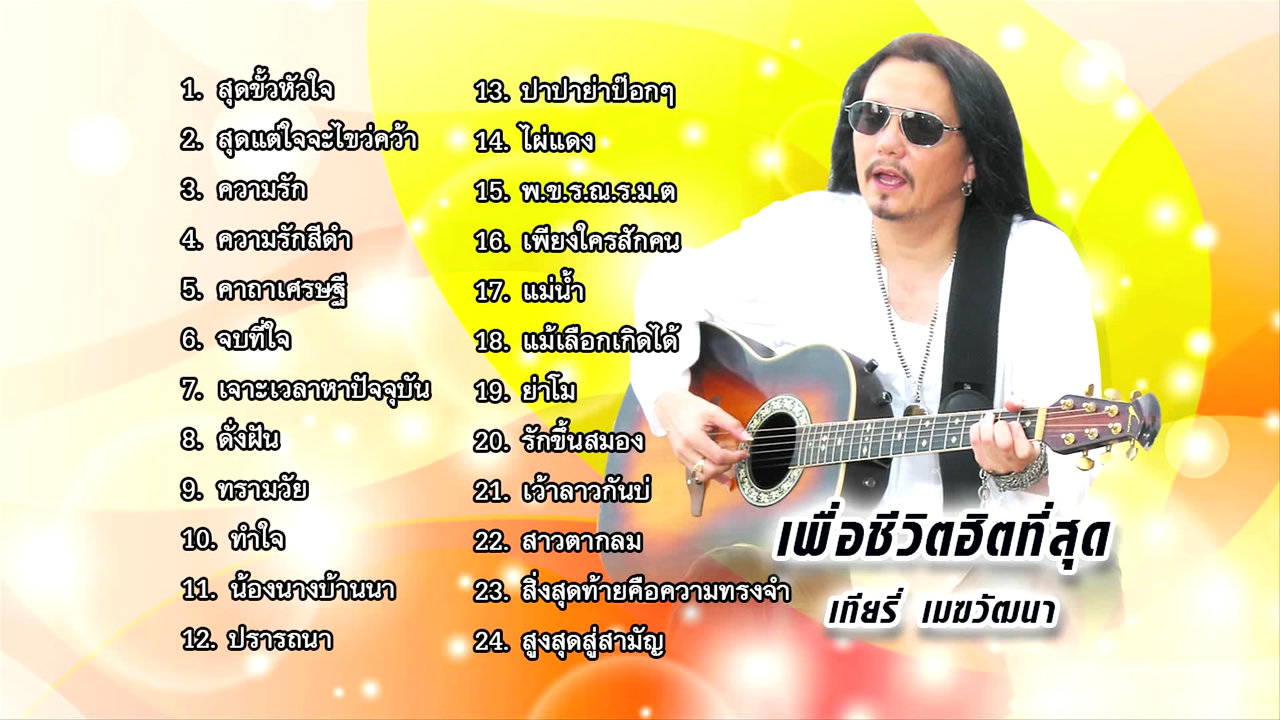 1. สุดขั้วหัวใจ
2. สุดแต่ใจจะไขว่คว้า
3. ความรัก
4. ความรักสีดำ
5. คาถาเศรษฐี
6. จบที่ใจ
7. เจาะเวลาหาปัจจุบัน
8. ดั่งฝัน
9. ทรามวัย
10. ทำใจ
11. น้องนางบ้านนา
12. ปรารถนา
13. ปาปาย่าป๊อกๆ
14. ไผ่แดง
15. พ.ข.ร.ณ.ร.ม.ต
16. เพียงใครสักคน
17. แม่น้ำ
18. แม้เลือกเกิดได้
19. ย่าโม
20. รักขึ้นสมอง
21. เว้าลาวกันบ่
22. สาวตากลม
23. สิ่งสุดท้ายคือความทรงจำ
24. สูงสุดสู่สามัญ
เพื่อชีวิตฮิตที่สุด
เทียรี่ เมฆวัฒนา